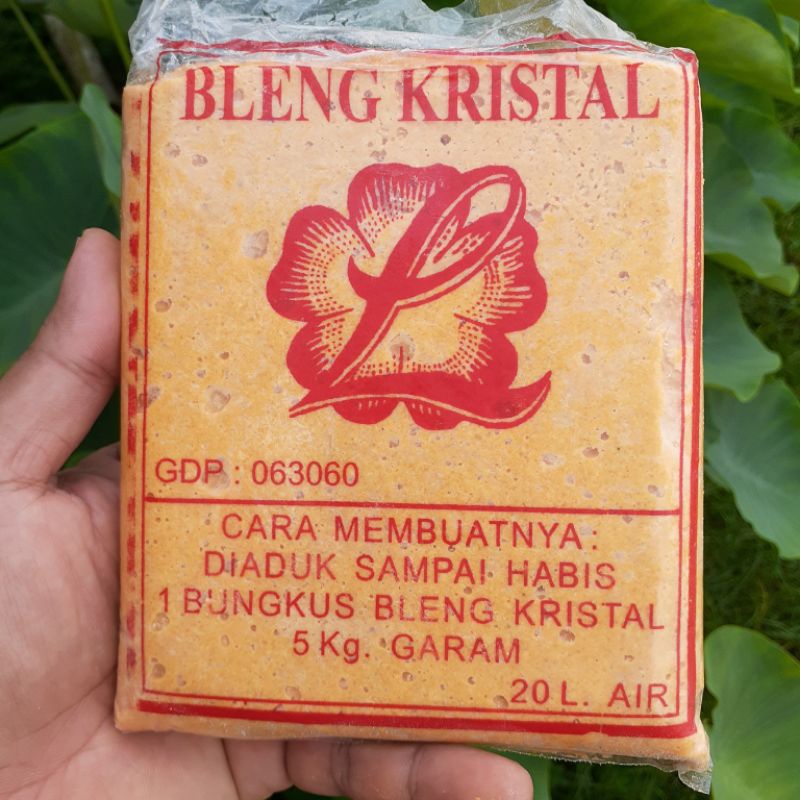 BLENG KRISTAL
GDP : 063060
CARA MEMBUATNYA :
DIADUK SAMPAI HABIS
1 BUNGKUS BLENG KRISTAL
5 Kg. GARAM
20 L. AIR